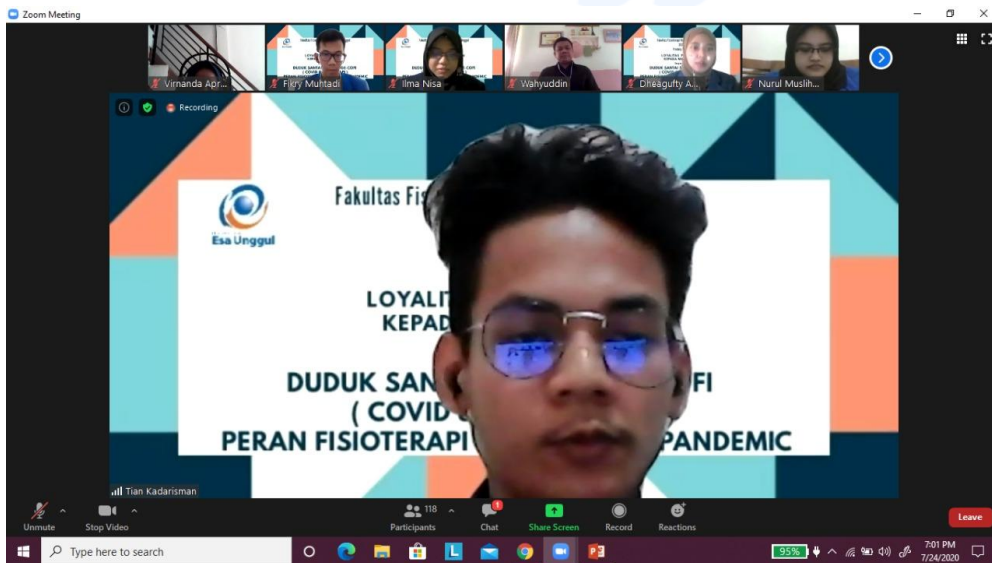 Zoom Meeting
Virnanda Apr...
Fikry Muhtadi
Ilma Nisa
Wahyuddin
Dheagufty A...
Nurul Muslih...
Recording
Fakultas Fis
Esa Unggul
LOYALIT
KEPAD
DUDUK SAN FI
( COVID
PERAN FISIOTERAPI PANDEMIC
Tian Kadarisman
Unmute
Stop Video
118
Participants
1
Chat
Share Screen
Record
Reactions
Leave
Type here to search
95%
7:01 PM
7/24/2020